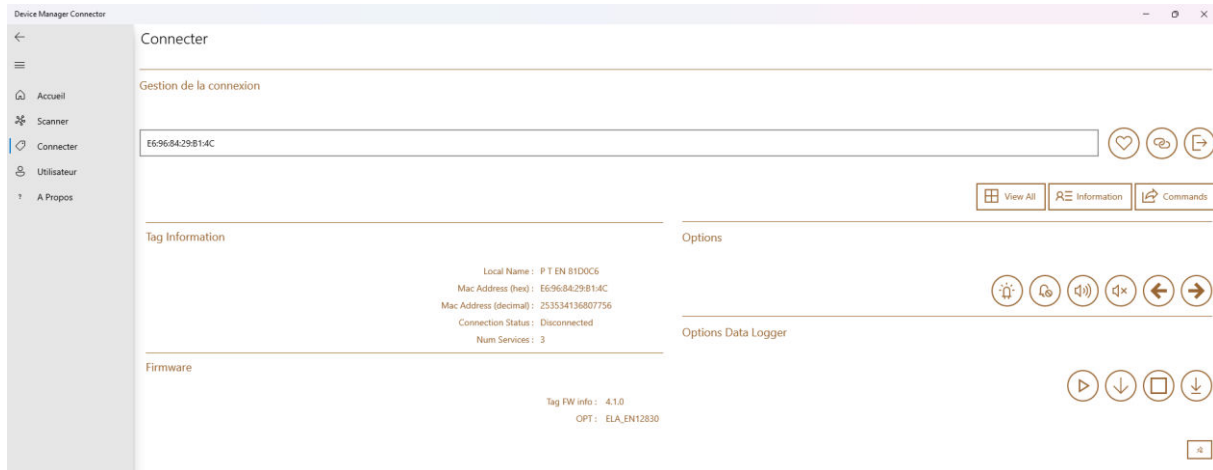 Device Manager Connector
Connecter
Gestion de la connexion
Accueil
Scanner
Connecter
Utilisateur
? A Propos
E6:96:84:29:B1:4C
View All
Information
Commands
Tag Information
Local Name : P T EN 81D0C6
Mac Address (hex) : E6:96:84:29:B1:4C
Mac Address (decimal) : 253534136807756
Connection Status : Disconnected
Num Services : 3
Options
Options Data Logger
Firmware
Tag FW info : 4.1.0
OPT : ELA_EN12830